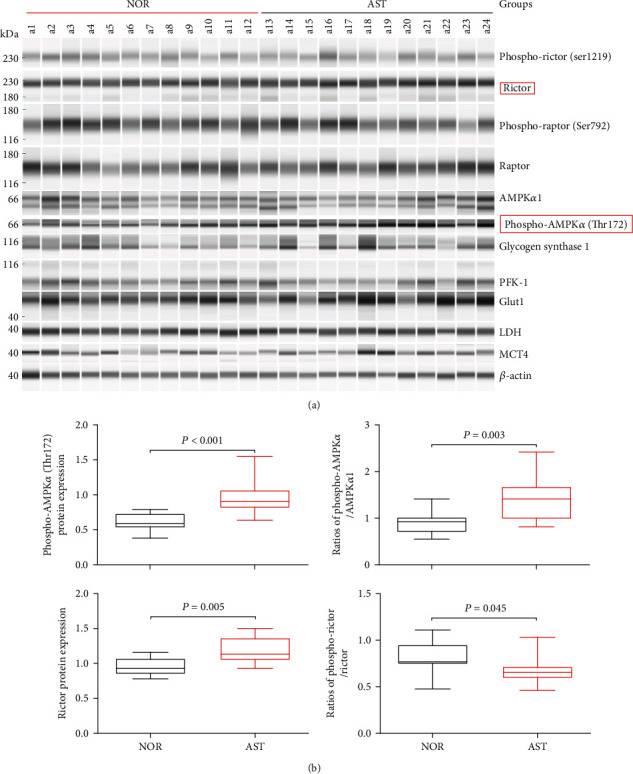 NOR AST Groups
a1 a2 a3 a4 a5 a6 a7 a8 a9 a10 a11 a12 a13 a14 a15 a16 a17 a18 a19 a20 a21 a22 a23 a24
kDa
230 Phospho-rictor (ser1219)
230 Rictor
180
180 Phospho-raptor (Ser792)
116
180 Raptor
116
66 AMPKα1
66 Phospho-AMPKα (Thr172)
116 Glycogen synthase 1
116
PFK-1
Glut1
40
40 LDH
40 MCT4
40 β-actin
(a)
Phospho-AMPKα (Thr172)
protein expression
2.0
1.5
1.0
0.5
0.0
P < 0.001
Ratios of phospho-AMPKα
/AMPKα1
3
2
1
0
P = 0.003
Rictor protein expression
2.0
1.5
1.0
0.5
0.0
P = 0.005
NOR AST
Ratios of phospho-rictor
/rictor
1.5
1.0
0.5
0.0
P = 0.045
NOR AST
(b)